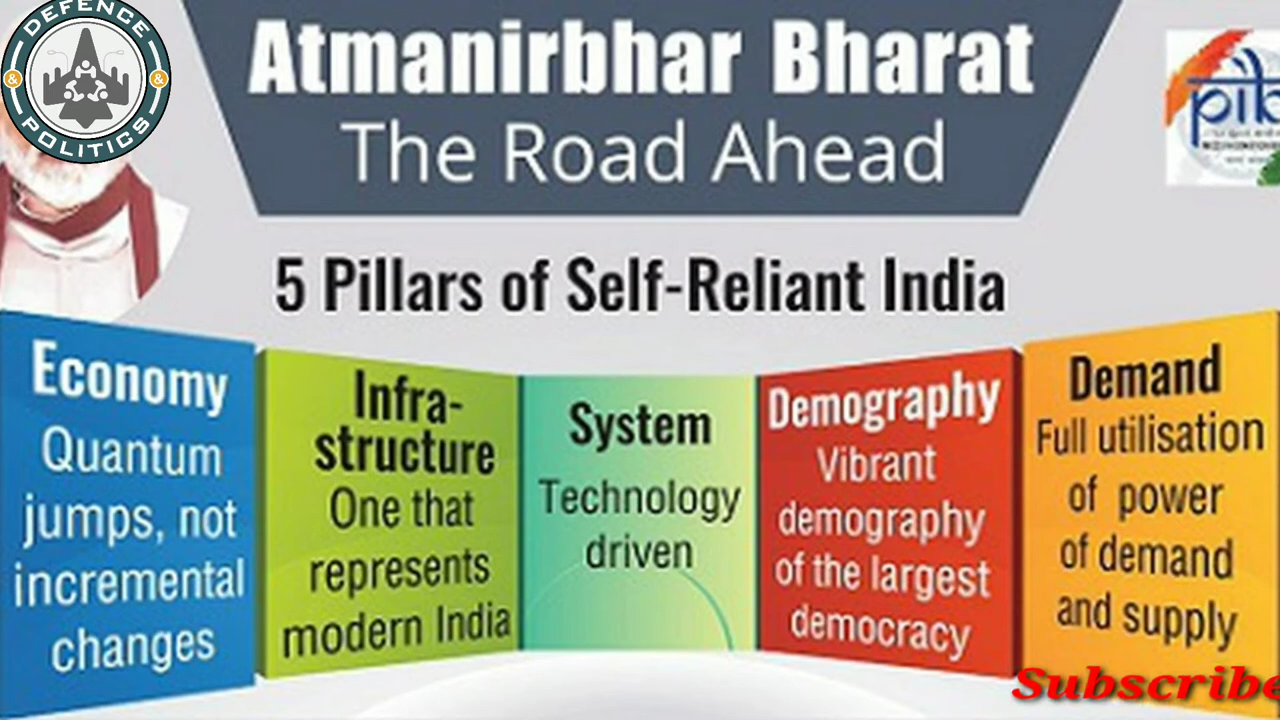 DEFENCE
&
&
POLITICS
Atmanirbhar Bharat
The Road Ahead
pib
5 Pillars of Self-Reliant India
Economy
Quantum
jumps, not
incremental
changes
Infra-
structure
One that
represents
modern India
System
Technology
driven
Demography
Vibrant
demography
of the largest
democracy
Demand
Full utilisation
of power
of demand
and supply
Subscribe